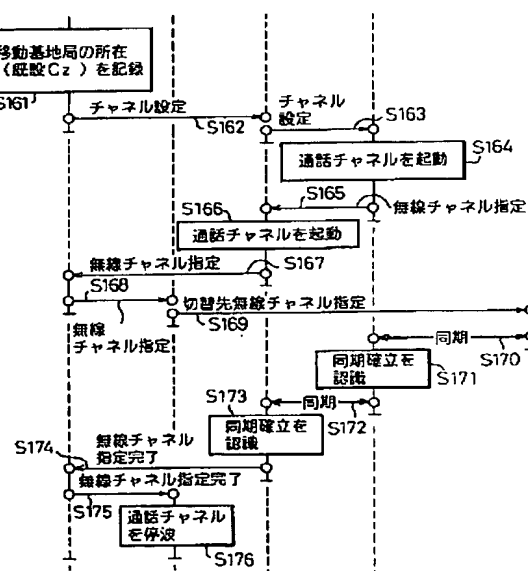 移動基地局の所在
(既設Cz)を記録
S161
チャネル設定
S162
チャネル
設定
S163
通話チャネルを起動
S164
S165
無線チャネル指定
S166
通話チャネルを起動
無線チャネル指定
S167
S168
無線
チャネル指定
切替先無線チャネル指定
S169
同期
S170
同期確立を
認識
S171
同期
S172
S173
同期確立を
認識
S174
無線チャネル
指定完了
無線チャネル指定完了
S175
通話チャネル
を停波
S176